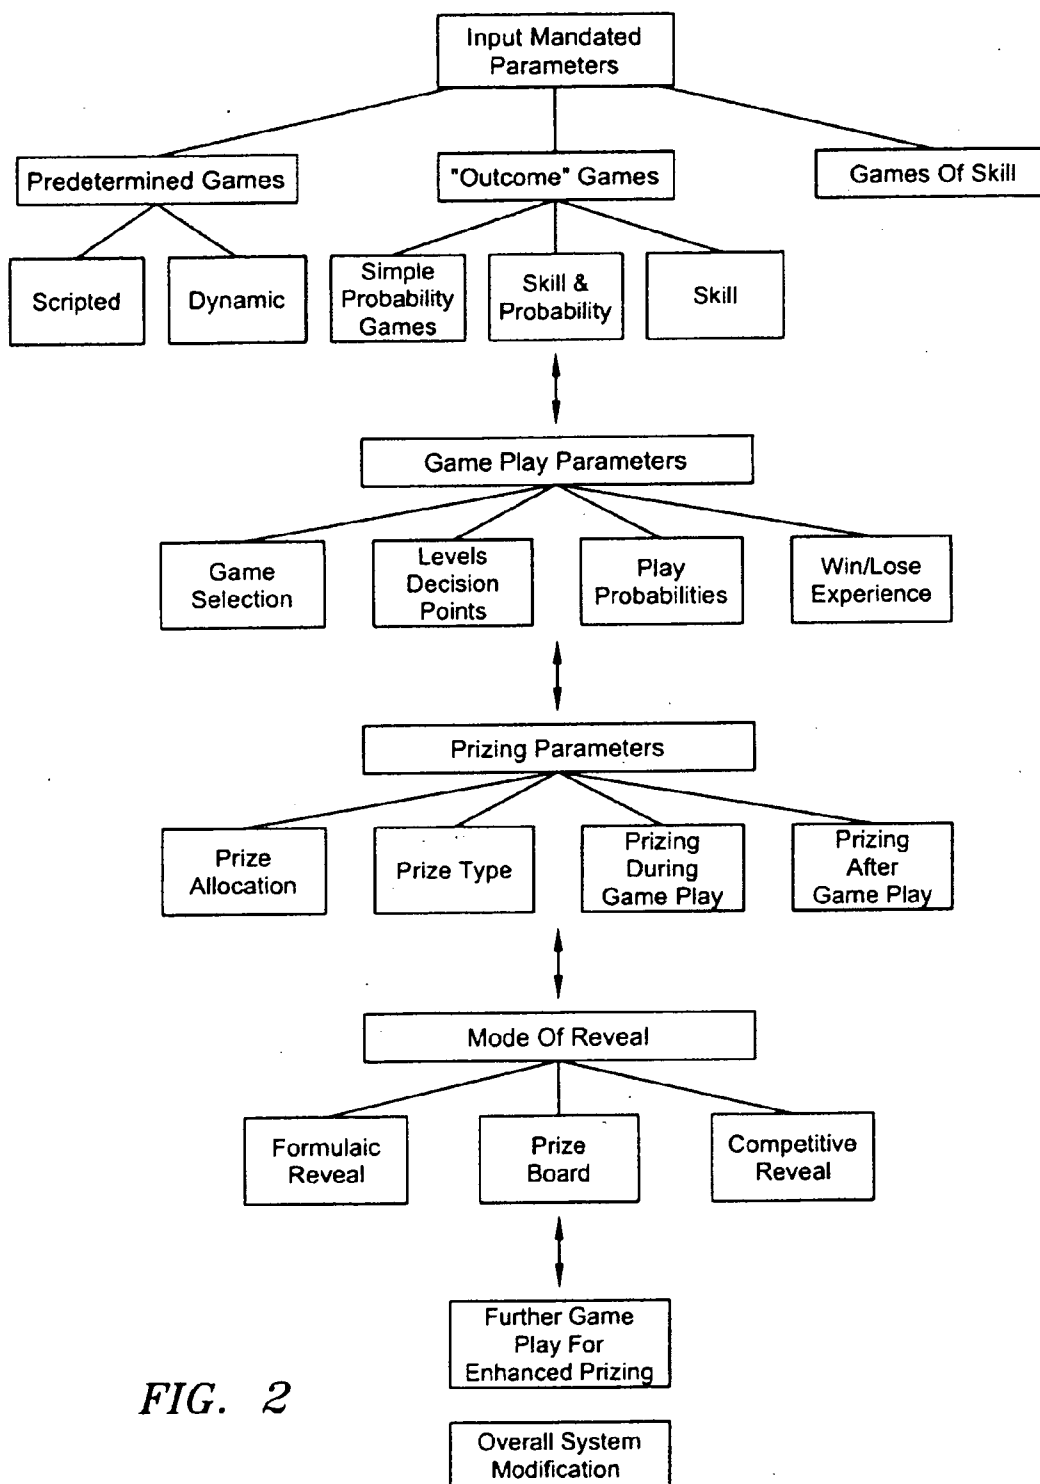 Input Mandated
Parameters
Predetermined Games
"Outcome" Games
Games Of Skill
Scripted
Dynamic
Simple
Probability
Games
Skill &
Probability
Skill
Game Play Parameters
Game
Selection
Levels
Decision
Points
Play
Probabilities
Win/Lose
Experience
Prizing Parameters
Prize
Allocation
Prize Type
Prizing
During
Game Play
Prizing
After
Game Play
Mode Of Reveal
Formulaic
Reveal
Prize
Board
Competitive
Reveal
Further Game
Play For
Enhanced Prizing
FIG. 2
Overall System
Modification